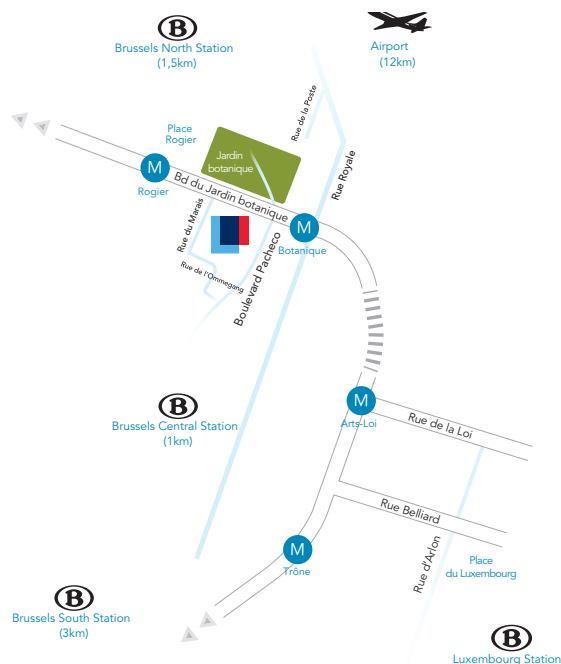 B
Brussels North Station
(1,5km)
Airport
(12km)
Rue de la Poste
Place
Rogier
Jardin
botanique
Rue Royale
M
Rogier
Bd du Jardin botanique
Rue du Marais
M
Botanique
Rue de l'Ommegang
Boulevard Pacheco
B
Brussels Central Station
(1km)
M
Arts-Loi
Rue de la Loi
Rue Belliard
M
Trône
Rue d'Arlon
Place
du Luxembourg
B
Brussels South Station
(3km)
B
Luxembourg Station